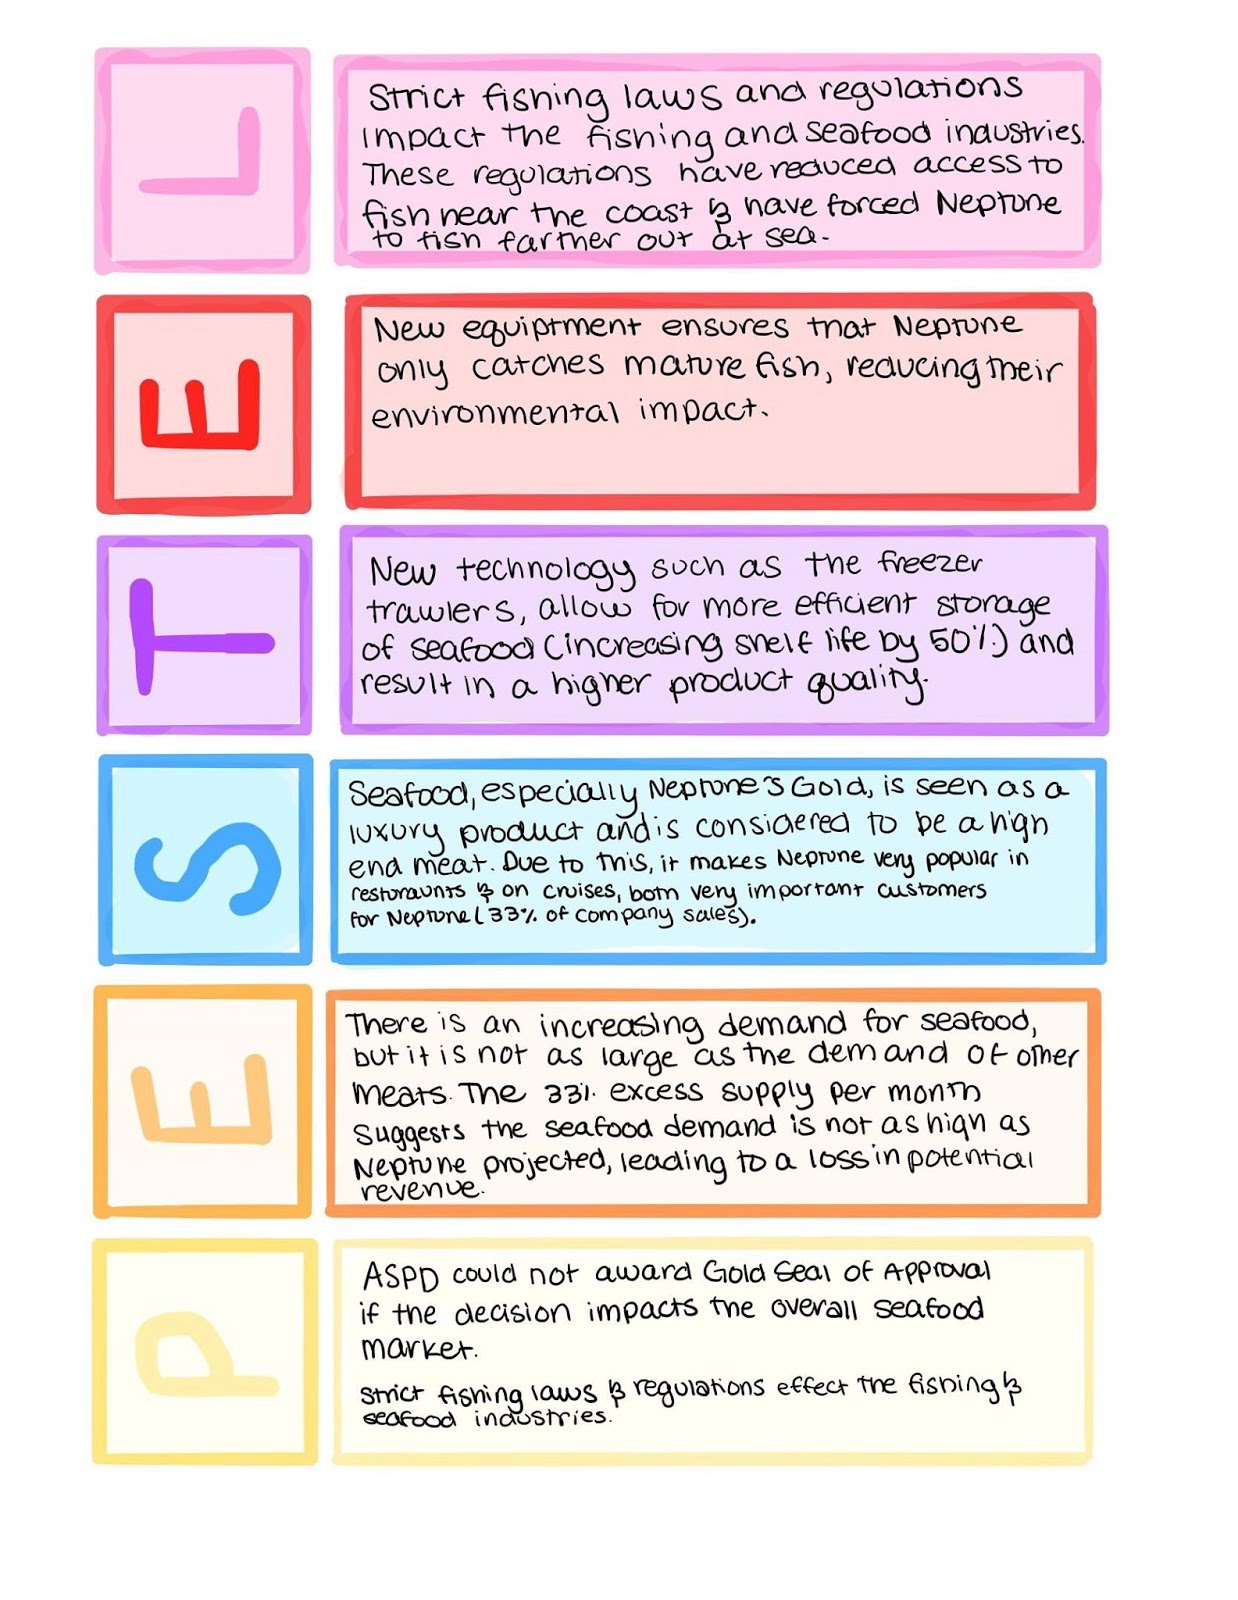 L
Strict fishing laws and regulations
impact the fishing and seafood industries.
These regulations have reduced access to
fish near the coast & have forced Neptune
to fish farther out at sea.
E
New equiptment ensures that Neptune
only catches mature fish, reducing their
environmental impact.
T
New technology such as the freezer
trawlers, allow for more efficient storage
of seafood (increasing shelf life by 50%) and
result in a higher product quality.
S
Seafood, especially Neptune's Gold, is seen as a
luxury product and is considered to be a high
end meat. Due to this, it makes Neptune very popular in
restoraunts & on cruises, both very important customers
for Neptune (33% of company sales).
E
There is an increasing demand for seafood,
but it is not as large as the demand of other
meats. The 33% excess supply per month
suggests the seafood demand is not as high as
Neptune projected, leading to a loss in potential
revenue.
P
ASPD could not award Gold Seal of Approval
if the decision impacts the overall seafood
market.
Strict fishing laws & regulations effect the fishing &
seafood industries.